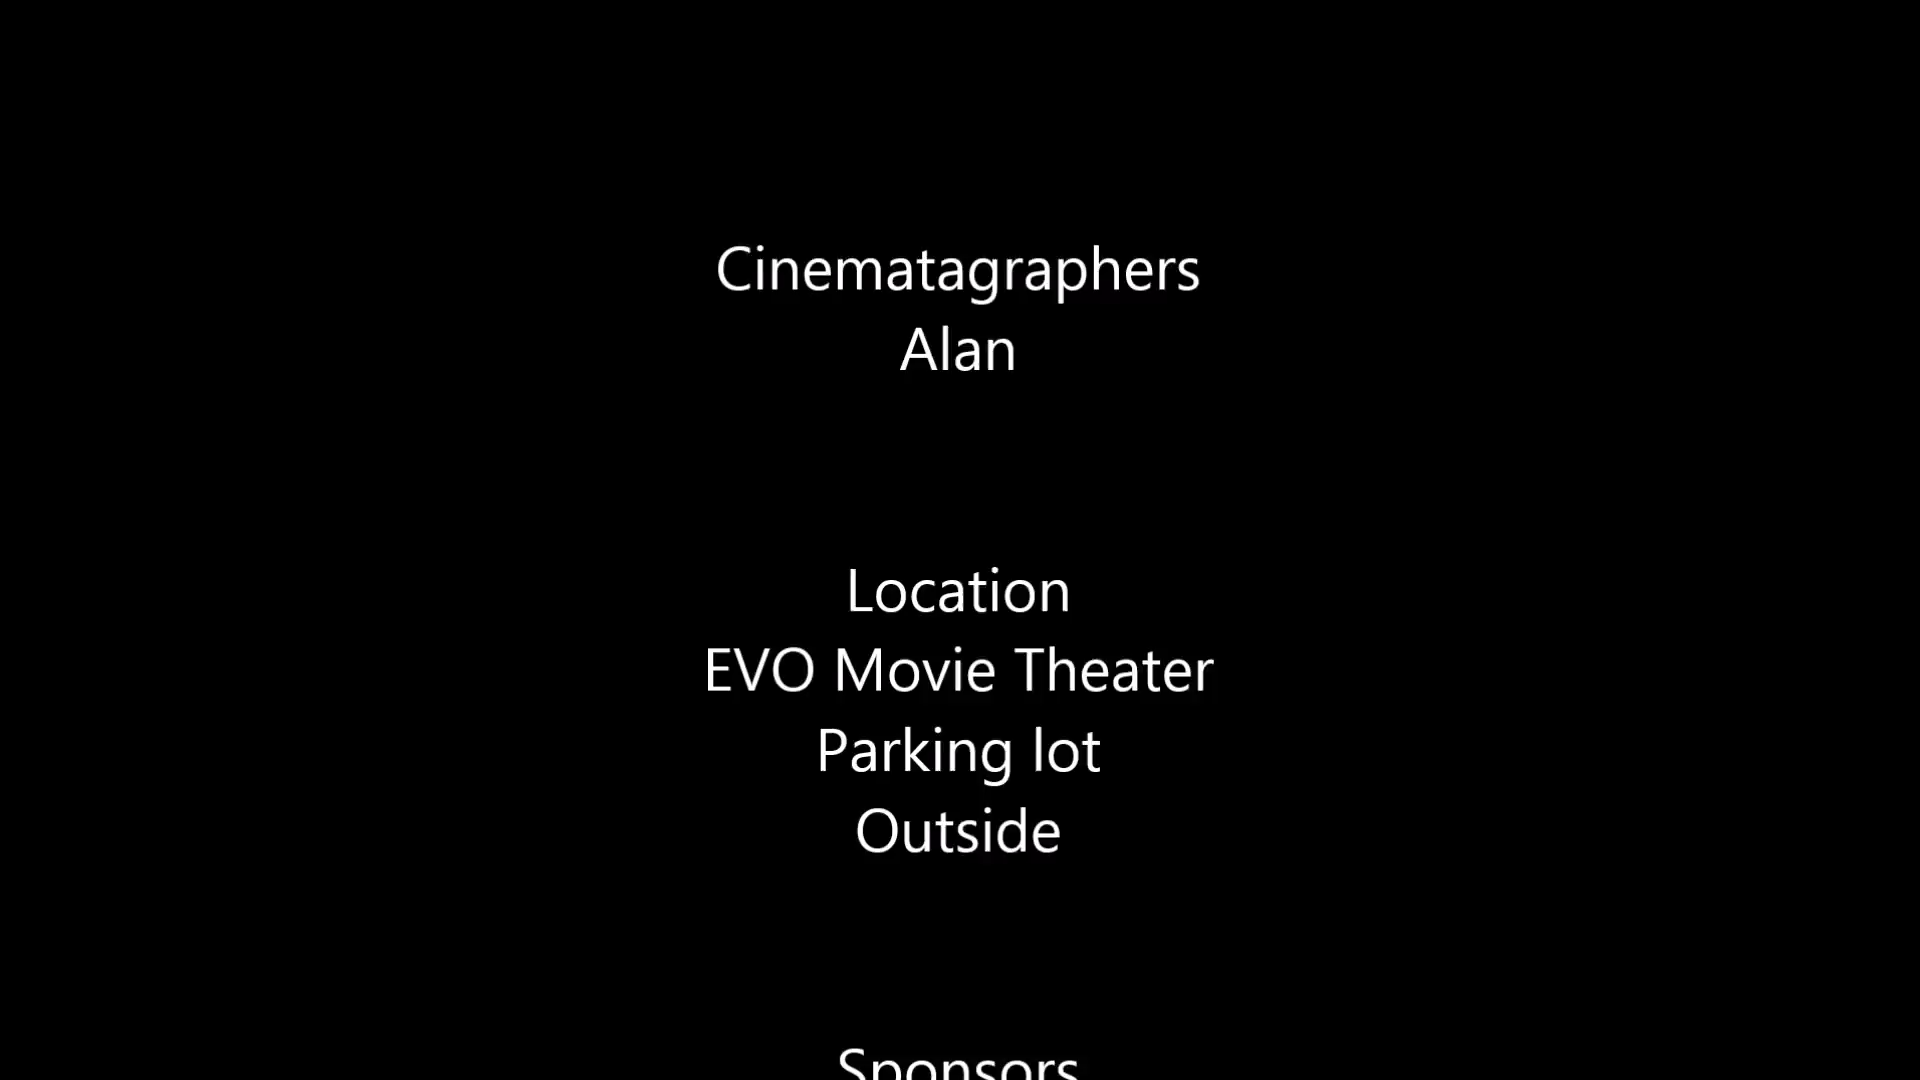 Cinematagraphers
Alan
Location
EVO Movie Theater
Parking lot
Outside
Sponsors